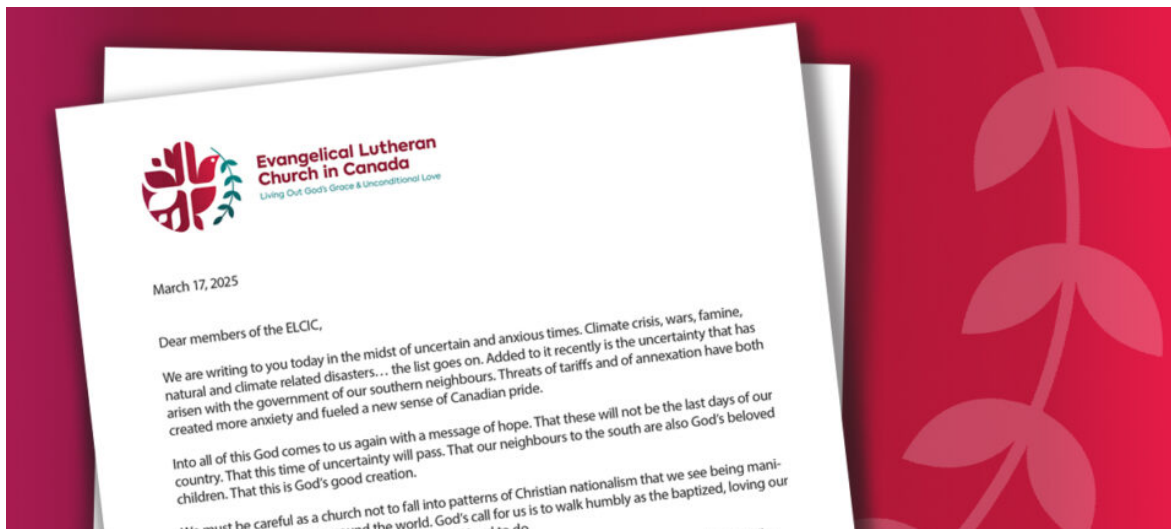 Evangelical Lutheran
Church in Canada
Living Out God's Grace & Unconditional Love
March 17, 2025
Dear members of the ELCIC,
We are writing to you today in the midst of uncertain and anxious times. Climate crisis, wars, famine,
natural and climate related disasters… the list goes on. Added to it recently is the uncertainty that has
arisen with the government of our southern neighbours. Threats of tariffs and of annexation have both
created more anxiety and fueled a new sense of Canadian pride.
Into all of this God comes to us again with a message of hope. That these will not be the last days of our
country. That this time of uncertainty will pass. That our neighbours to the south are also God's beloved
children. That this is God's good creation.
We must be careful as a church not to fall into patterns of Christian nationalism that we see being mani-
the world. God's call for us is to walk humbly as the baptized, loving our
to do